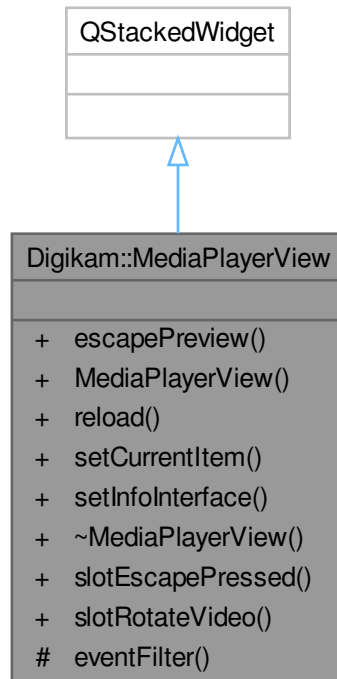 QStackedWidget
Digikam::MediaPlayerView
+ escapePreview()
+ MediaPlayerView()
+ reload()
+ setCurrentItem()
+ setInfoInterface()
+ ~MediaPlayerView()
+ slotEscapePressed()
+ slotRotateVideo()
# eventFilter()